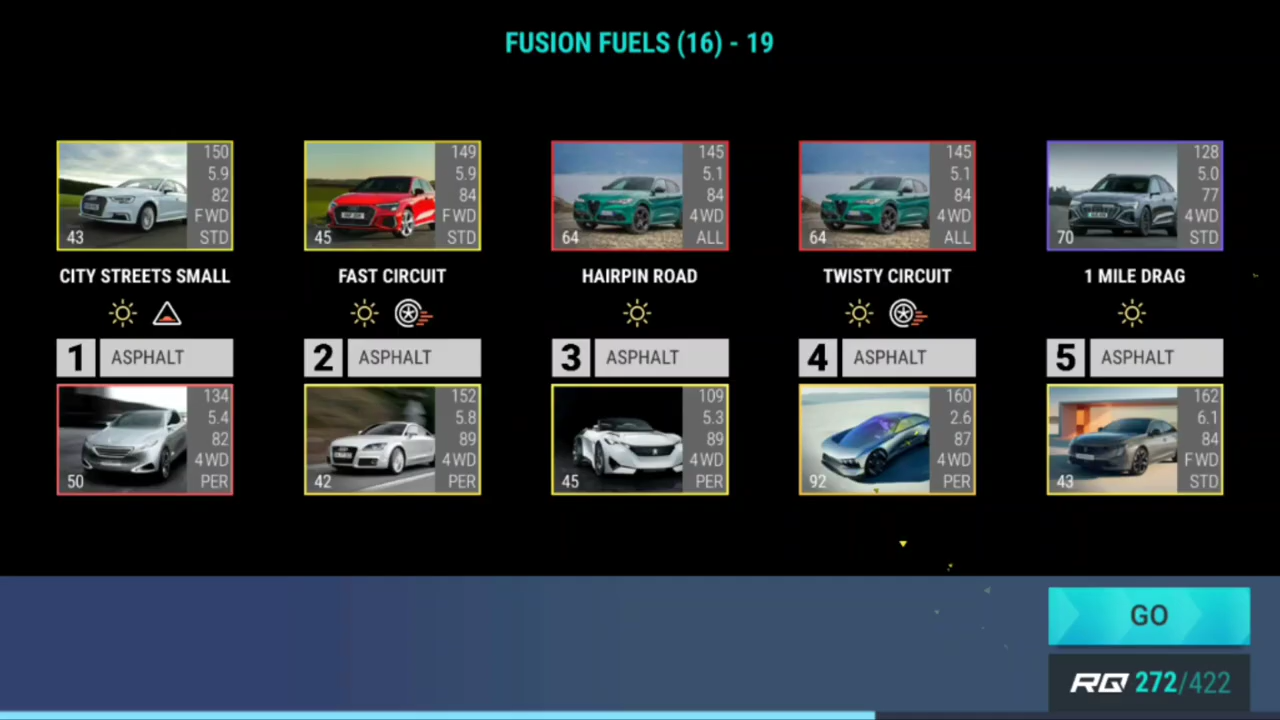 FUSION FUELS (16) - 19
150
5.9
82
FWD
43 STD
149
5.9
84
FWD
45 STD
145
5.1
84
4WD
64 ALL
145
5.1
84
4WD
64 ALL
128
5.0
77
4WD
70 STD
CITY STREETS SMALL
FAST CIRCUIT
HAIRPIN ROAD
TWISTY CIRCUIT
1 MILE DRAG
1 ASPHALT
2 ASPHALT
3 ASPHALT
4 ASPHALT
5 ASPHALT
134
5.4
82
4WD
50 PER
152
5.8
89
4WD
42 PER
109
5.3
89
4WD
45 PER
160
2.6
87
4WD
92 PER
162
6.1
84
FWD
43 STD
GO
RQ 272/422